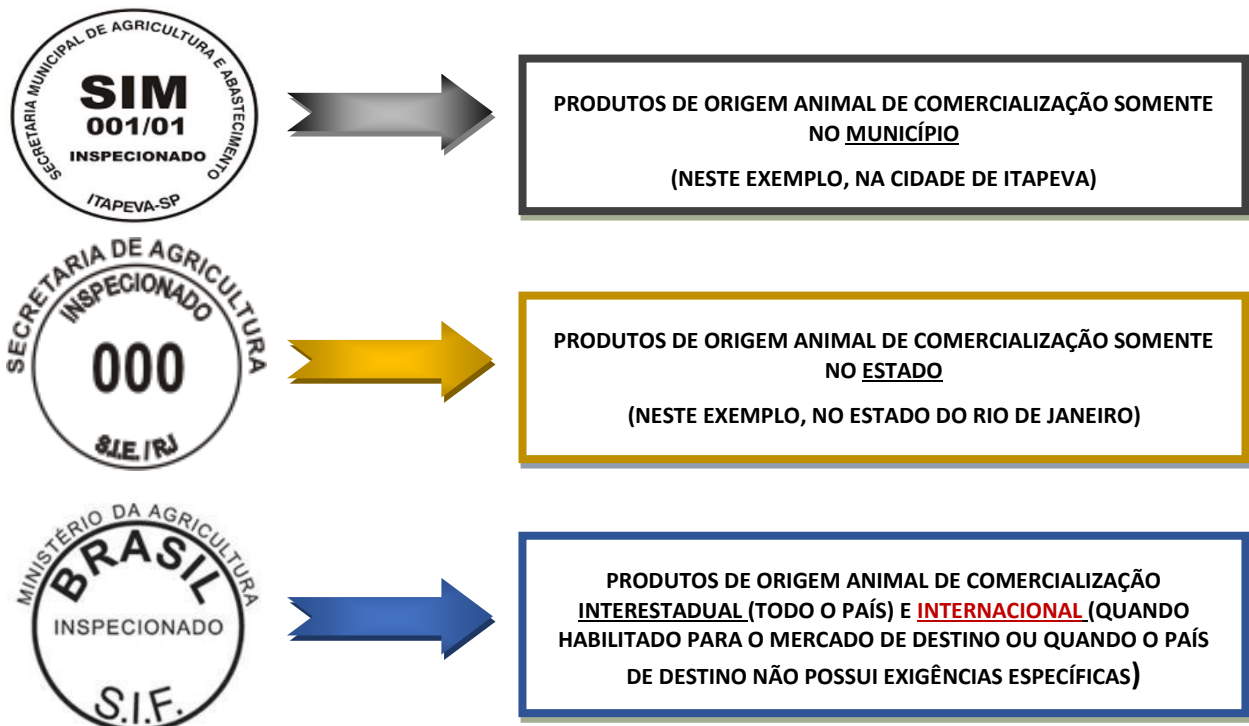 SECRETARIA MUNICIPAL DE AGRICULTURA E ABASTECIMENTO
SIM
001/01
INSPECIONADO
ITAPEVA-SP
PRODUTOS DE ORIGEM ANIMAL DE COMERCIALIZAÇÃO SOMENTE
NO MUNICÍPIO
(NESTE EXEMPLO, NA CIDADE DE ITAPEVA)
SECRETARIA DE AGRICULTURA
INSPECIONADO
000
S.I.E. / RJ
PRODUTOS DE ORIGEM ANIMAL DE COMERCIALIZAÇÃO SOMENTE
NO ESTADO
(NESTE EXEMPLO, NO ESTADO DO RIO DE JANEIRO)
MINISTÉRIO DA AGRICULTURA
BRASIL
INSPECIONADO
S.I.F.
PRODUTOS DE ORIGEM ANIMAL DE COMERCIALIZAÇÃO
INTERESTADUAL (TODO O PAÍS) E INTERNACIONAL (QUANDO
HABILITADO PARA O MERCADO DE DESTINO OU QUANDO O PAÍS
DE DESTINO NÃO POSSUI EXIGÊNCIAS ESPECÍFICAS)